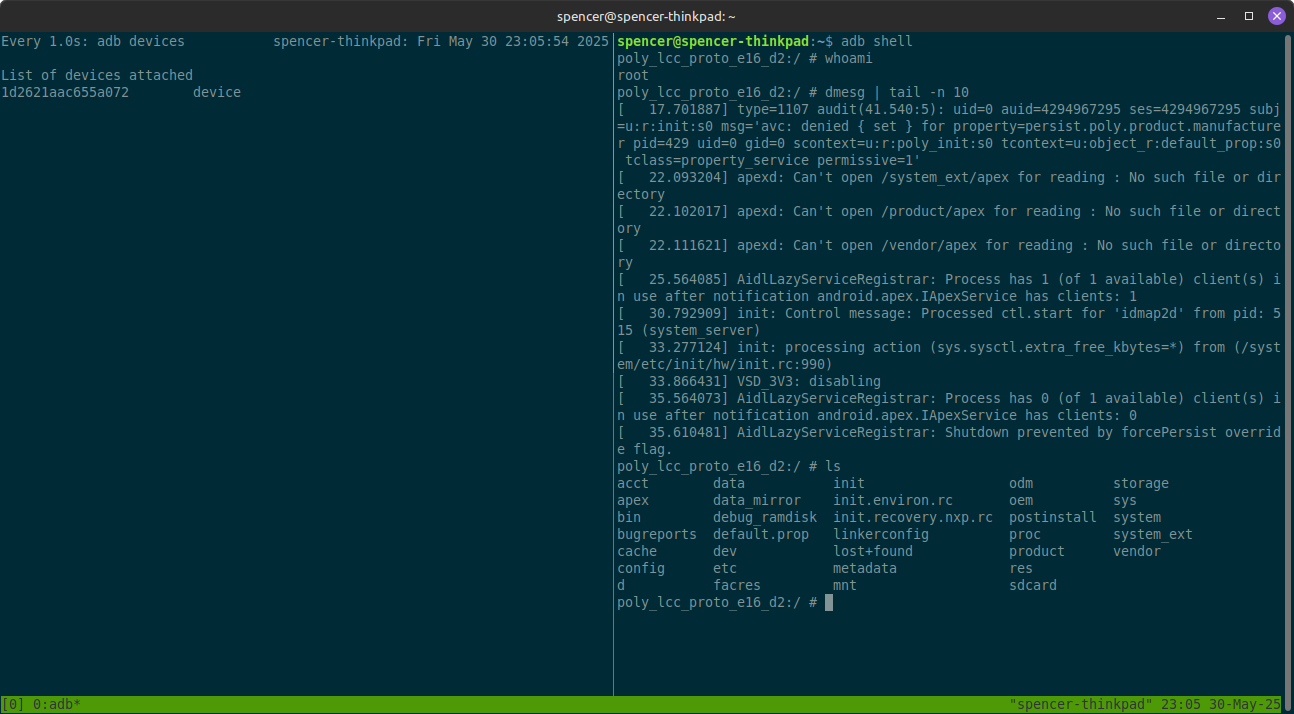 spencer@spencer-thinkpad: ~
Every 1.0s: adb devices           spencer-thinkpad: Fri May 30 23:05:54 2025

List of devices attached
1d2621aac655a072        device

spencer@spencer-thinkpad:~$ adb shell
poly_lcc_proto_e16_d2:/ # whoami
root
poly_lcc_proto_e16_d2:/ # dmesg | tail -n 10
[   17.701887] type=1107 audit(41.540:5): uid=0 auid=4294967295 ses=4294967295 subj
=u:r:init:s0 msg='avc: denied { set } for property=persist.poly.product.manufacture
r pid=429 uid=0 gid=0 scontext=u:r:poly_init:s0 tcontext=u:object_r:default_prop:s0
 tclass=property_service permissive=1'
[   22.093204] apexd: Can't open /system_ext/apex for reading : No such file or dir
ectory
[   22.102017] apexd: Can't open /product/apex for reading : No such file or direct
ory
[   22.111621] apexd: Can't open /vendor/apex for reading : No such file or directo
ry
[   25.564085] AidlLazyServiceRegistrar: Process has 1 (of 1 available) client(s) i
n use after notification android.apex.IApexService has clients: 1
[   30.792909] init: Control message: Processed ctl.start for 'idmap2d' from pid: 5
15 (system_server)
[   33.277124] init: processing action (sys.sysctl.extra_free_kbytes=*) from (/syst
em/etc/init/hw/init.rc:990)
[   33.866431] VSD_3V3: disabling
[   35.564073] AidlLazyServiceRegistrar: Process has 0 (of 1 available) client(s) i
n use after notification android.apex.IApexService has clients: 0
[   35.610481] AidlLazyServiceRegistrar: Shutdown prevented by forcePersist overrid
e flag.
poly_lcc_proto_e16_d2:/ # ls
acct        data           init                  odm          storage
apex        data_mirror    init.environ.rc       oem          sys
bin         debug_ramdisk  init.recovery.nxp.rc  postinstall  system
bugreports  default.prop   linkerconfig          proc         system_ext
cache       dev            lost+found            product      vendor
config      etc            metadata              res
d           facres         mnt                   sdcard
poly_lcc_proto_e16_d2:/ #
[0] 0:adb*                    "spencer-thinkpad" 23:05 30-May-25